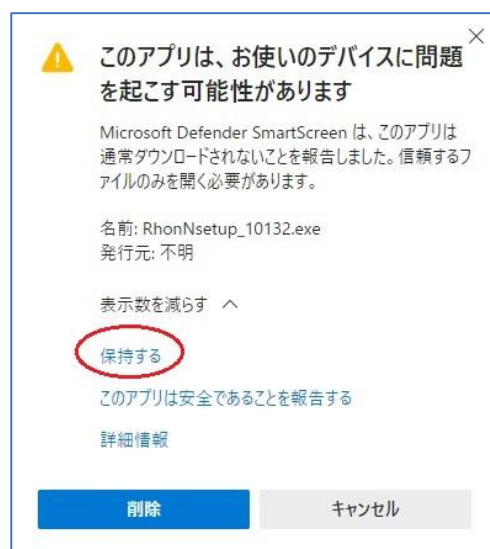 このアプリは、お使いのデバイスに問題
を起こす可能性があります
Microsoft Defender SmartScreen は、このアプリは
通常ダウンロードされないことを報告しました。信頼するフ
ァイルのみを開く必要があります。
名前: RhonNsetup_10132.exe
発行元: 不明
表示数を減らす
保持する
このアプリは安全であることを報告する
詳細情報
削除
キャンセル